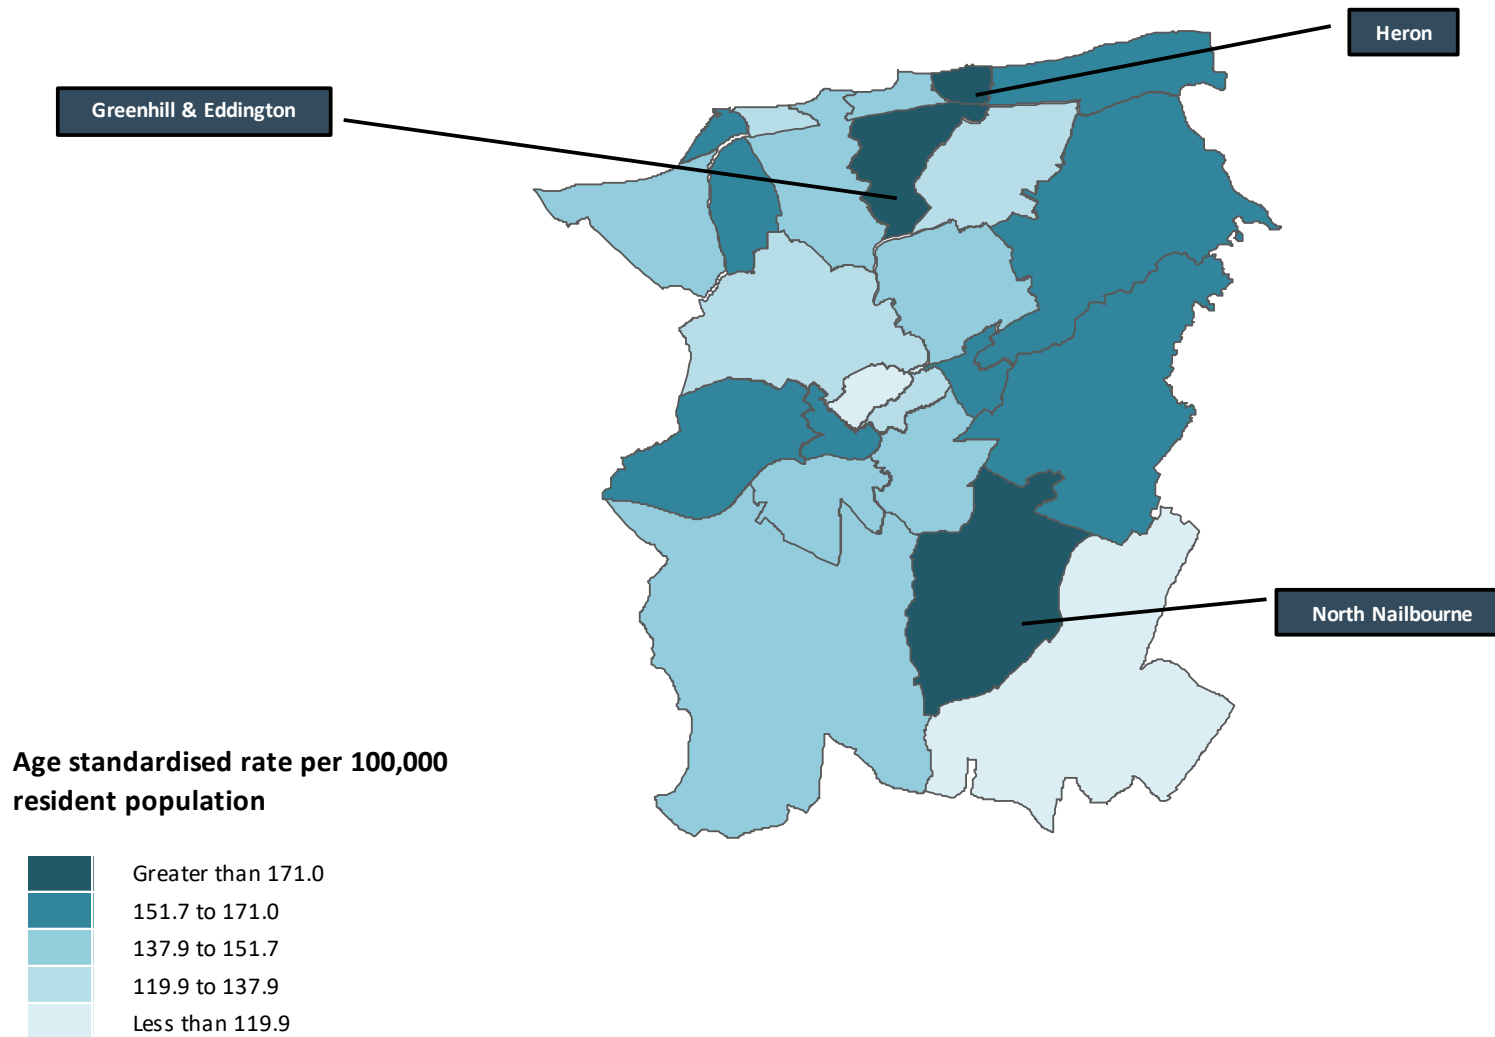 Heron
Greenhill & Eddington
North Nailbourne
Age standardised rate per 100,000
resident population
Greater than 171.0
151.7 to 171.0
137.9 to 151.7
119.9 to 137.9
Less than 119.9